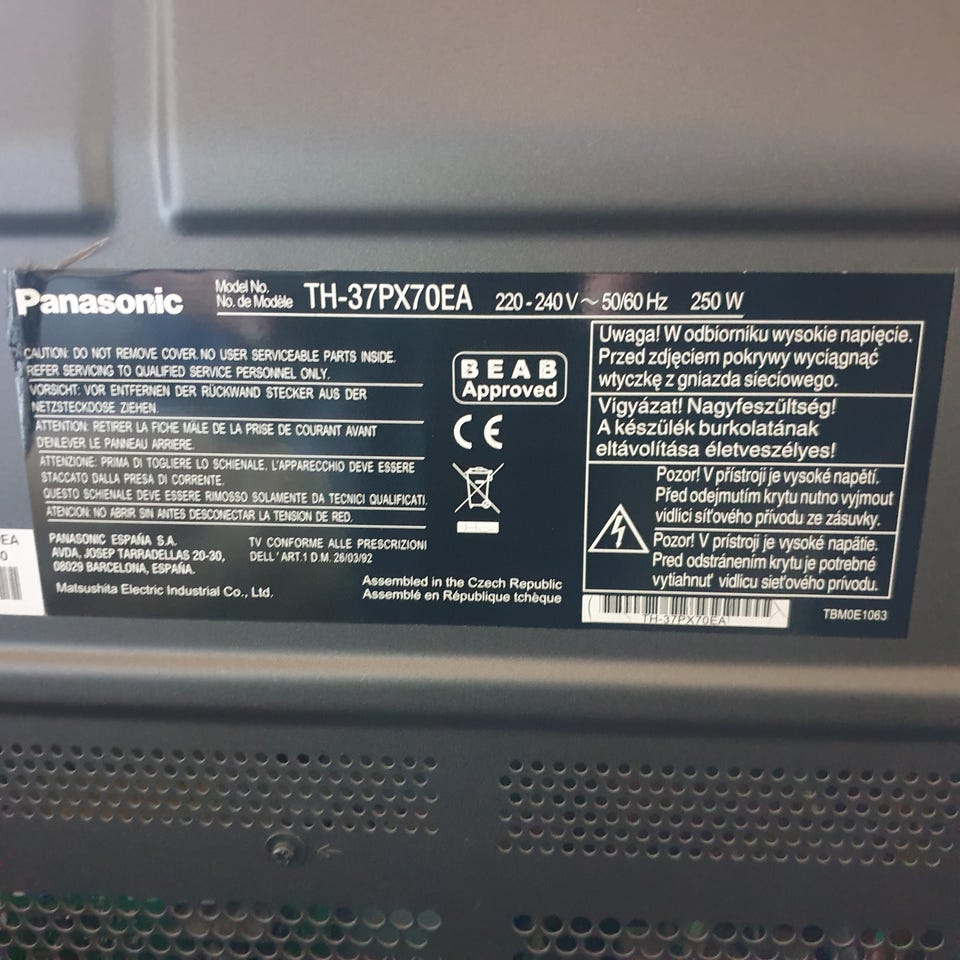 Panasonic
Model No.
No. de Modèle
TH-37PX70EA
220 - 240 V ~ 50/60 Hz 250 W
CAUTION: DO NOT REMOVE COVER. NO USER SERVICEABLE PARTS INSIDE.
REFER SERVICING TO QUALIFIED SERVICE PERSONNEL ONLY.
VORSICHT: VOR ENTFERNEN DER RÜCKWAND STECKER AUS DER
NETZSTECKDOSE ZIEHEN.
ATTENTION: RETIRER LA FICHE MÂLE DE LA PRISE DE COURANT AVANT
D'ENLEVER LE PANNEAU ARRIERE.
ATTENZIONE: PRIMA DI TOGLIERE LO SCHIENALE, L'APPARECCHIO DEVE ESSERE
STACCATO DALLA PRESA DI CORRENTE.
QUESTO SCHIENALE DEVE ESSERE RIMOSSO SOLAMENTE DA TECNICI QUALIFICATI.
ATENCION: NO ABRIR SIN ANTES DESCONECTAR LA TENSION DE RED.
PANASONIC ESPAÑA S.A.
AVDA, JOSEP TARRADELLAS 20-30,
08029 BARCELONA, ESPAÑA.
TV CONFORME ALLE PRESCRIZIONI
DELL' ART.1 D.M. 26/03/92
Matsushita Electric Industrial Co., Ltd.
Assembled in the Czech Republic
Assemblé en République tchèque
BEAB
Approved
CE
Uwaga! W odbiorniku wysokie napięcie.
Przed zdjęciem pokrywy wyciągnąć
wtyczkę z gniazda sieciowego.
Vigyázat! Nagyfeszültség!
A készülék burkolatának
eltávolítása életveszélyes!
Pozor! V přístroji je vysoké napětí.
Před odejmutím krytu nutno vyjmout
vidlici síťového přívodu ze zásuvky.
Pozor! V prístroji je vysoké napätie.
Pred odstránením krytu je potrebné
vytiahnuť vidlicu sieťového prívodu.
TH-37PX70EA
TBM0E1063
EA
0